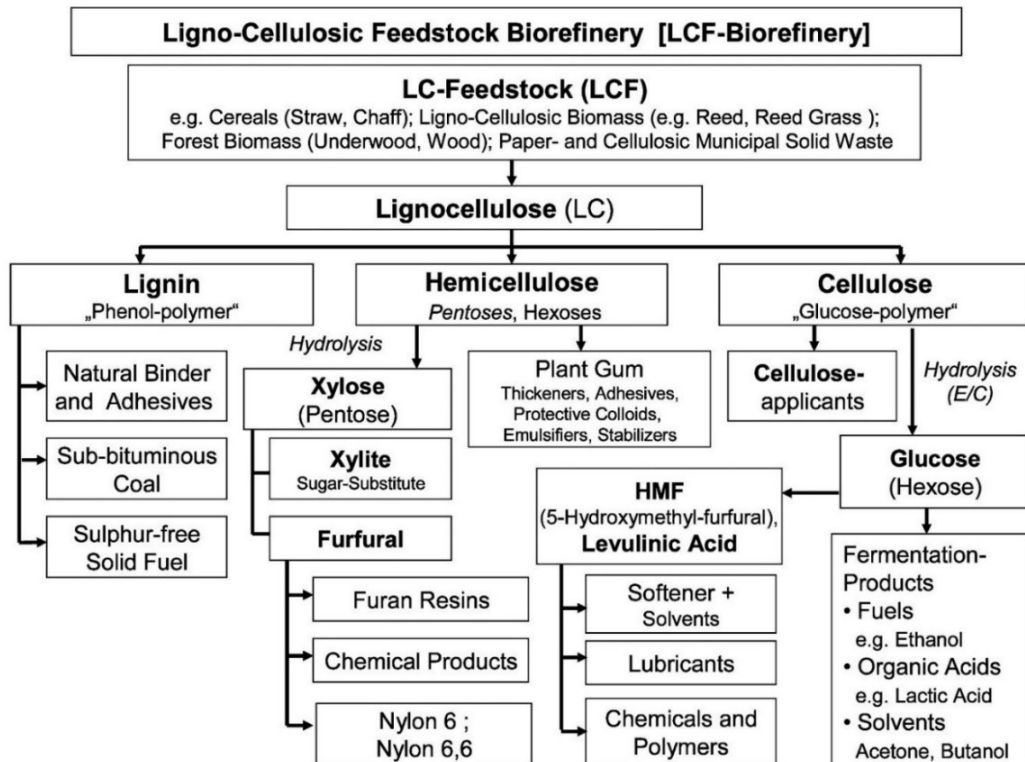 Ligno-Cellulosic Feedstock Biorefinery [LCF-Biorefinery]
LC-Feedstock (LCF)
e.g. Cereals (Straw, Chaff); Ligno-Cellulosic Biomass (e.g. Reed, Reed Grass );
Forest Biomass (Underwood, Wood); Paper- and Cellulosic Municipal Solid Waste
Lignocellulose (LC)
Lignin
„Phenol-polymer“
Hemicellulose
Pentoses, Hexoses
Cellulose
„Glucose-polymer“
Natural Binder
and Adhesives
Sub-bituminous
Coal
Sulphur-free
Solid Fuel
Hydrolysis
Xylose
(Pentose)
Xylite
Sugar-Substitute
Furfural
Furan Resins
Chemical Products
Nylon 6 ;
Nylon 6,6
Plant Gum
Thickeners, Adhesives,
Protective Colloids,
Emulsifiers, Stabilizers
Cellulose-
applicants
Hydrolysis
(E/C)
Glucose
(Hexose)
HMF
(5-Hydroxymethyl-furfural),
Levulinic Acid
Softener +
Solvents
Lubricants
Chemicals and
Polymers
Fermentation-
Products
• Fuels
e.g. Ethanol
• Organic Acids
e.g. Lactic Acid
• Solvents
Acetone, Butanol